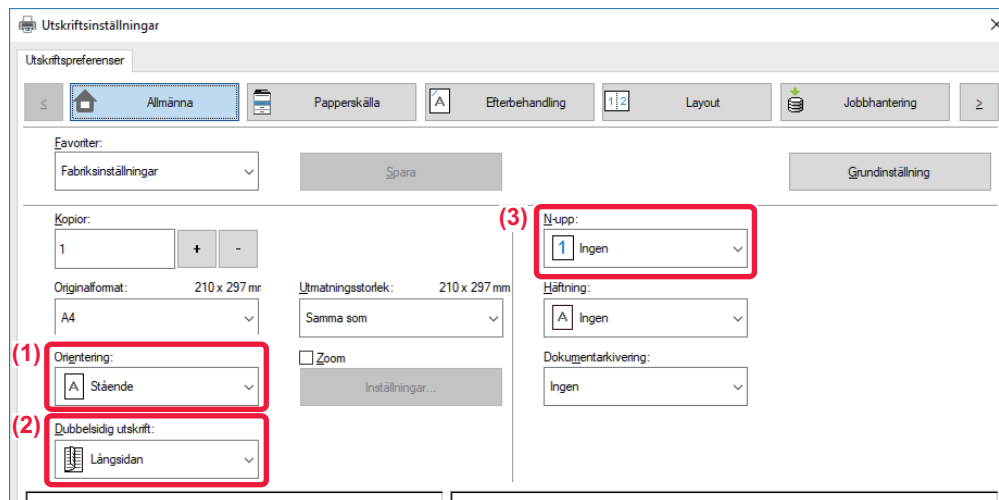 Utskriftsinställningar
Utskriftspreferenser
< Allmänna Papperskälla A Efterbehandling 1 2 Layout Jobbhantering >
Favoriter:
Fabriksinställningar Spara Grundinställning
Kopior: (3) N-upp:
1 + - 1 Ingen
Originalformat: 210 x 297 mm Utmatningsstorlek: 210 x 297 mm Häftning:
A4 Samma som A Ingen
(1) Orientering: Zoom Dokumentarkivering:
A Stående Inställningar... Ingen
(2) Dubbelsidig utskrift:
Långsidan